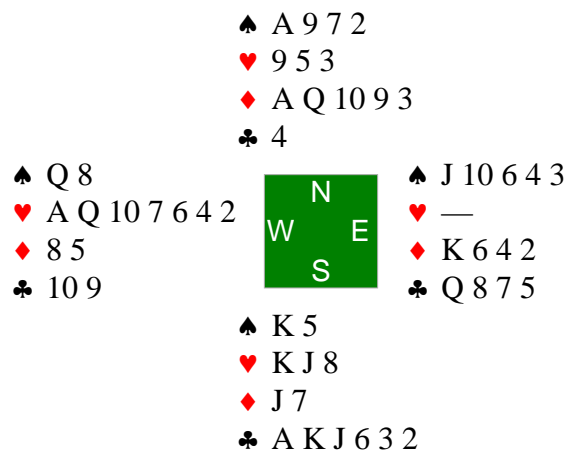 ♠ A 9 7 2
♥ 9 5 3
♦ A Q 10 9 3
♣ 4
♠ Q 8
♥ A Q 10 7 6 4 2
♦ 8 5
♣ 10 9
N
W E
S
♠ J 10 6 4 3
♥ —
♦ K 6 4 2
♣ Q 8 7 5
♠ K 5
♥ K J 8
♦ J 7
♣ A K J 6 3 2